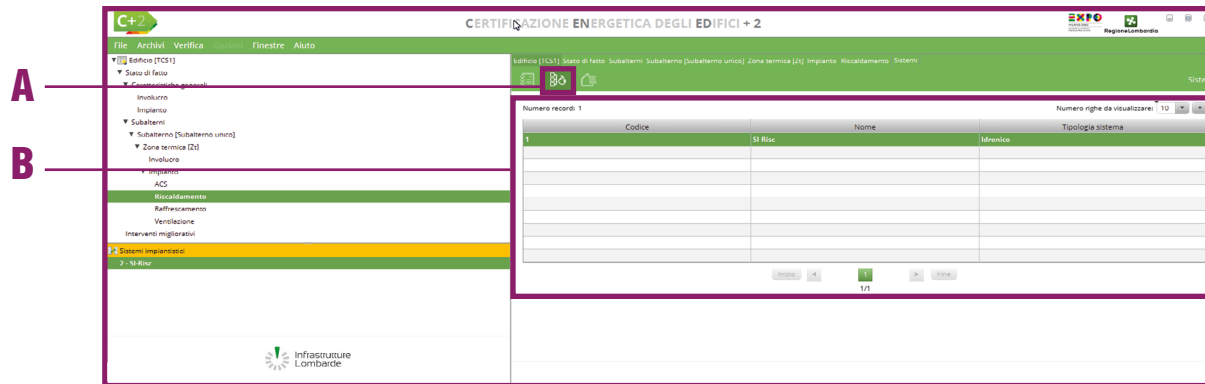 C+2
CERTIFICAZIONE ENERGETICA DEGLI EDIFICI + 2
EXPO
RegioneLombardia
File Archivi Verifica Opzioni Finestre Aiuto
Edificio [TCS1]
Stato di fatto
Caratteristiche generali
Involucro
Impianto
Subalterni
Subalterno [Subalterno unico]
Zona termica [Zt]
Involucro
Impianto
ACS
Riscaldamento
Raffrescamento
Ventilazione
Interventi migliorativi
Sistemi impiantistici
2 - SI-Risc
Infrastrutture
Lombarde
Edificio [TCS1] Stato di fatto Subalterni Subalterno [Subalterno unico] Zona termica [Zt] Impianto Riscaldamento Sistemi
Siste
Numero record: 1
Numero righe da visualizzare: 10
Codice Nome Tipologia sistema
1 SI Risc Idronico
Inizio 1 Fine
1/1
A
B